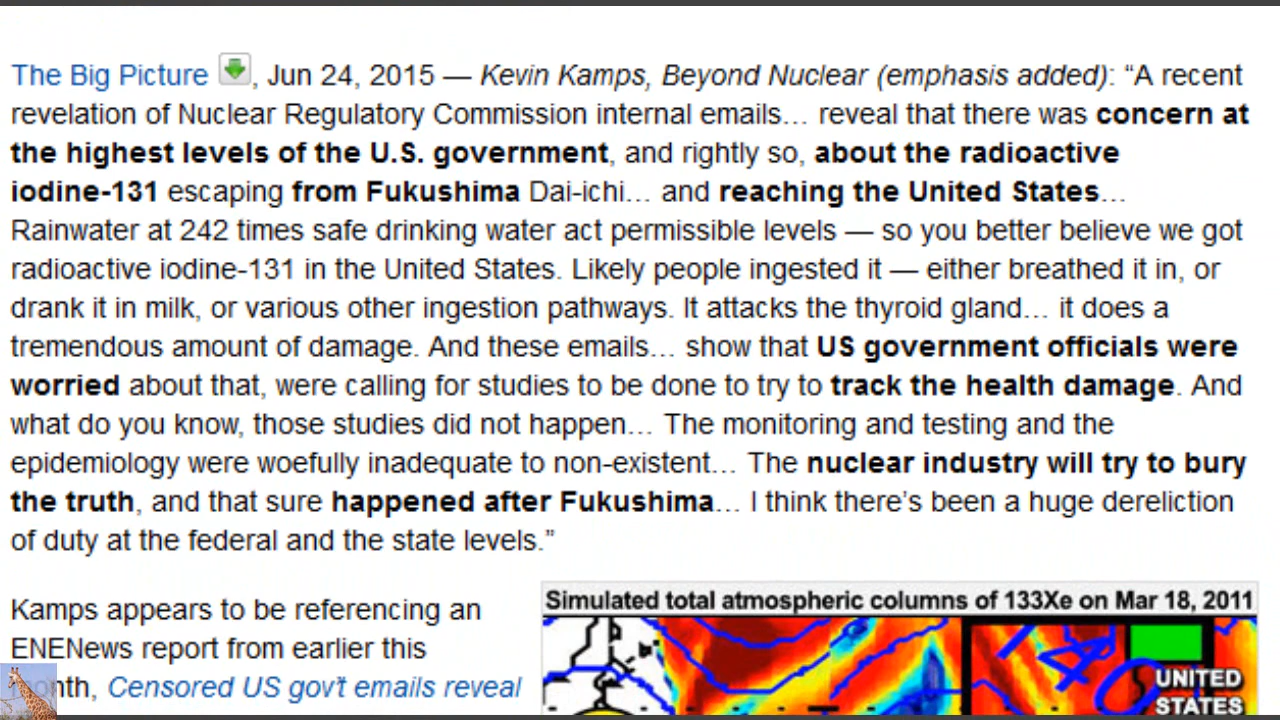 The Big Picture, Jun 24, 2015 — Kevin Kamps, Beyond Nuclear (emphasis added): “A recent
revelation of Nuclear Regulatory Commission internal emails… reveal that there was concern at
the highest levels of the U.S. government, and rightly so, about the radioactive
iodine-131 escaping from Fukushima Dai-ichi… and reaching the United States…
Rainwater at 242 times safe drinking water act permissible levels — so you better believe we got
radioactive iodine-131 in the United States. Likely people ingested it — either breathed it in, or
drank it in milk, or various other ingestion pathways. It attacks the thyroid gland… it does a
tremendous amount of damage. And these emails… show that US government officials were
worried about that, were calling for studies to be done to try to track the health damage. And
what do you know, those studies did not happen… The monitoring and testing and the
epidemiology were woefully inadequate to non-existent… The nuclear industry will try to bury
the truth, and that sure happened after Fukushima… I think there’s been a huge dereliction
of duty at the federal and the state levels.”
Kamps appears to be referencing an
ENENews report from earlier this
month, Censored US gov’t emails reveal
Simulated total atmospheric columns of 133Xe on Mar 18, 2011
140
UNITED
STATES